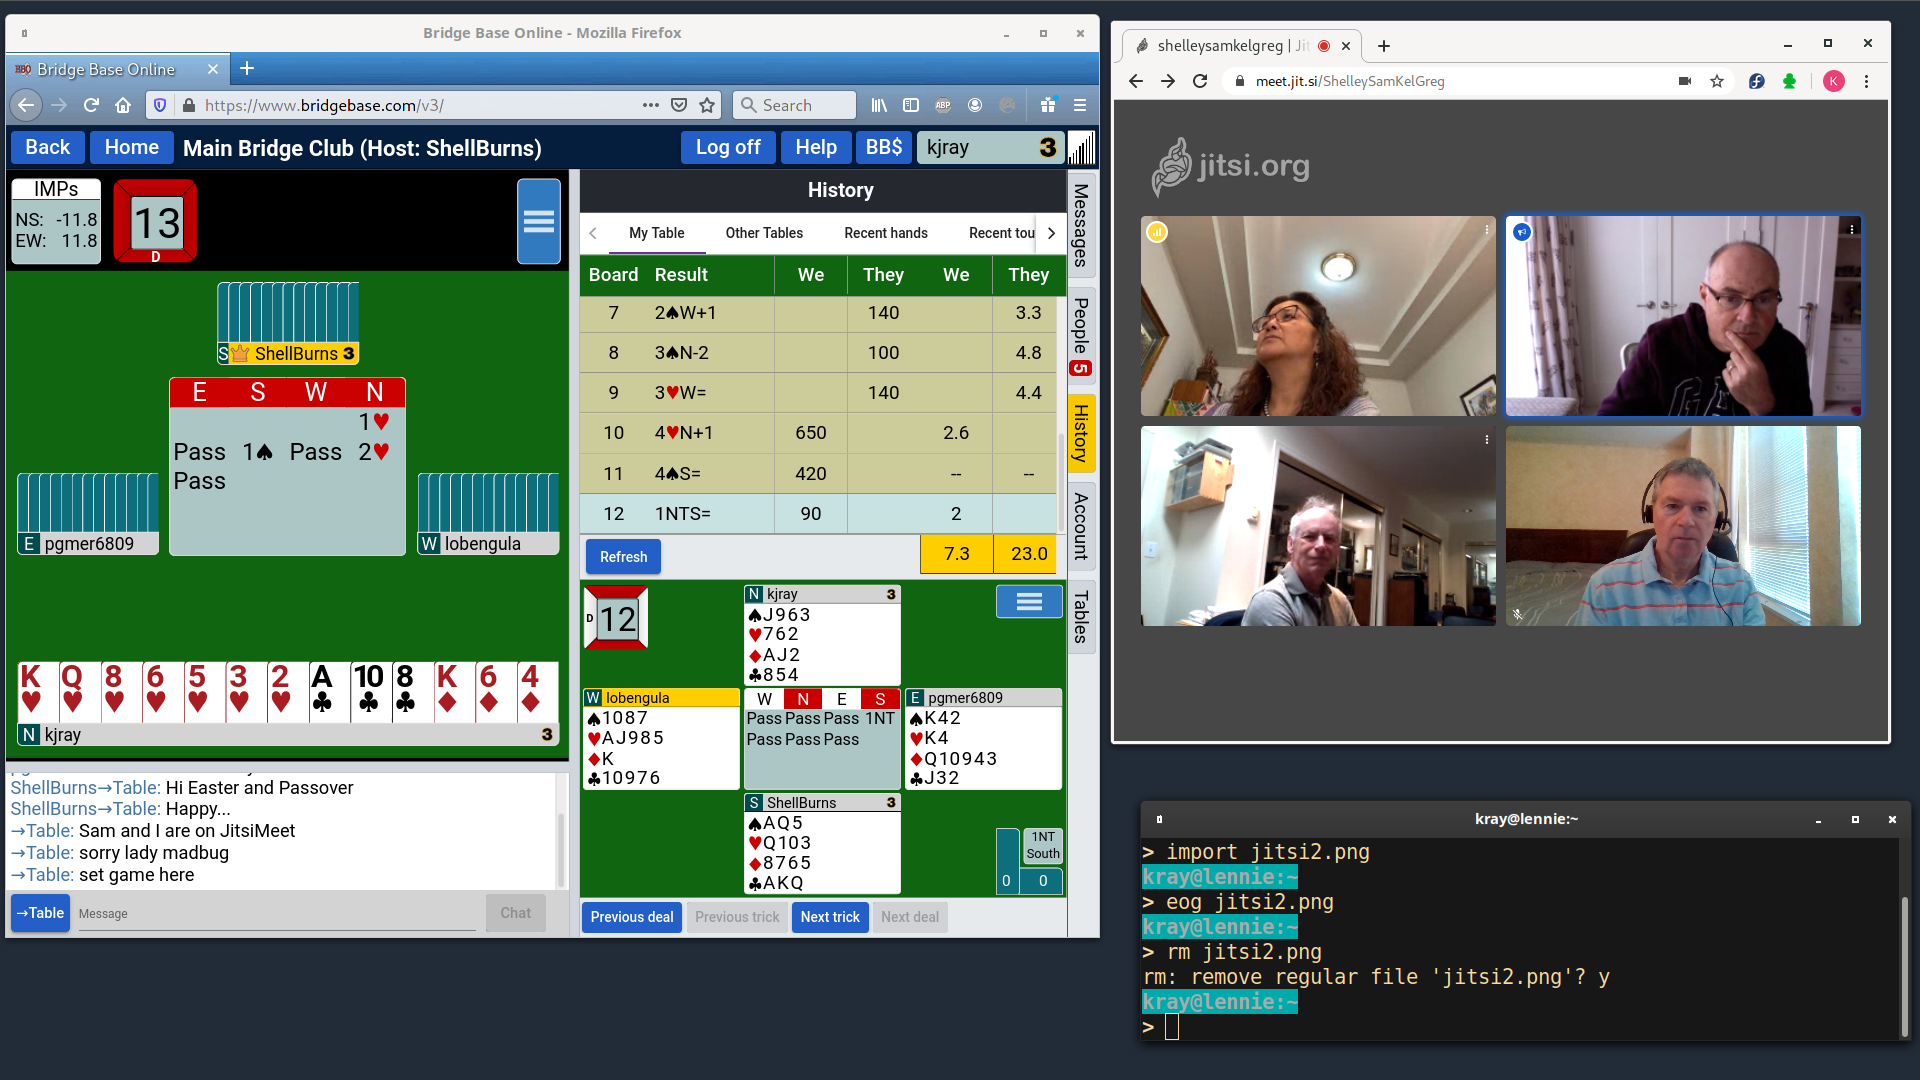 Bridge Base Online - Mozilla Firefox
BBO Bridge Base Online
https://www.bridgebase.com/v3/
Search
ABP
Back
Home
Main Bridge Club (Host: ShellBurns)
Log off
Help
BB$
kjray 3
IMPs
NS: -11.8
EW: 11.8
13
D
S ShellBurns 3
E S W N
1♥
Pass 1♠ Pass 2♥
Pass
E pgmer6809
W lobengula
K Q 8 6 5 3 2 A 10 8 K 6 4
♥ ♥ ♥ ♥ ♥ ♥ ♥ ♣ ♣ ♣ ♦ ♦ ♦
N kjray 3
ShellBurns→Table: Hi Easter and Passover
ShellBurns→Table: Happy...
→Table: Sam and I are on JitsiMeet
→Table: sorry lady madbug
→Table: set game here
→Table
Message
Chat
History
My Table
Other Tables
Recent hands
Recent tou
Board Result We They We They
7 2♠W+1 140 3.3
8 3♠N-2 100 4.8
9 3♥W= 140 4.4
10 4♥N+1 650 2.6
11 4♠S= 420 -- --
12 1NTS= 90 2
Refresh
7.3 23.0
D 12
N kjray 3
♠J963
♥762
♦AJ2
♣854
W lobengula
♠1087
♥AJ985
♦K
♣10976
W N E S
Pass Pass Pass 1NT
Pass Pass Pass
E pgmer6809
♠K42
♥K4
♦Q10943
♣J32
S ShellBurns 3
♠AQ5
♥Q103
♦8765
♣AKQ
1NT
South
0 0
Previous deal
Previous trick
Next trick
Next deal
Messages
People 5
History
Account
Tables
shelleysamkelgreg | Jit
meet.jit.si/ShelleySamKelGreg
K
jitsi.org
kray@lennie:~
> import jitsi2.png
kray@lennie:~
> eog jitsi2.png
kray@lennie:~
> rm jitsi2.png
rm: remove regular file 'jitsi2.png'? y
kray@lennie:~
>